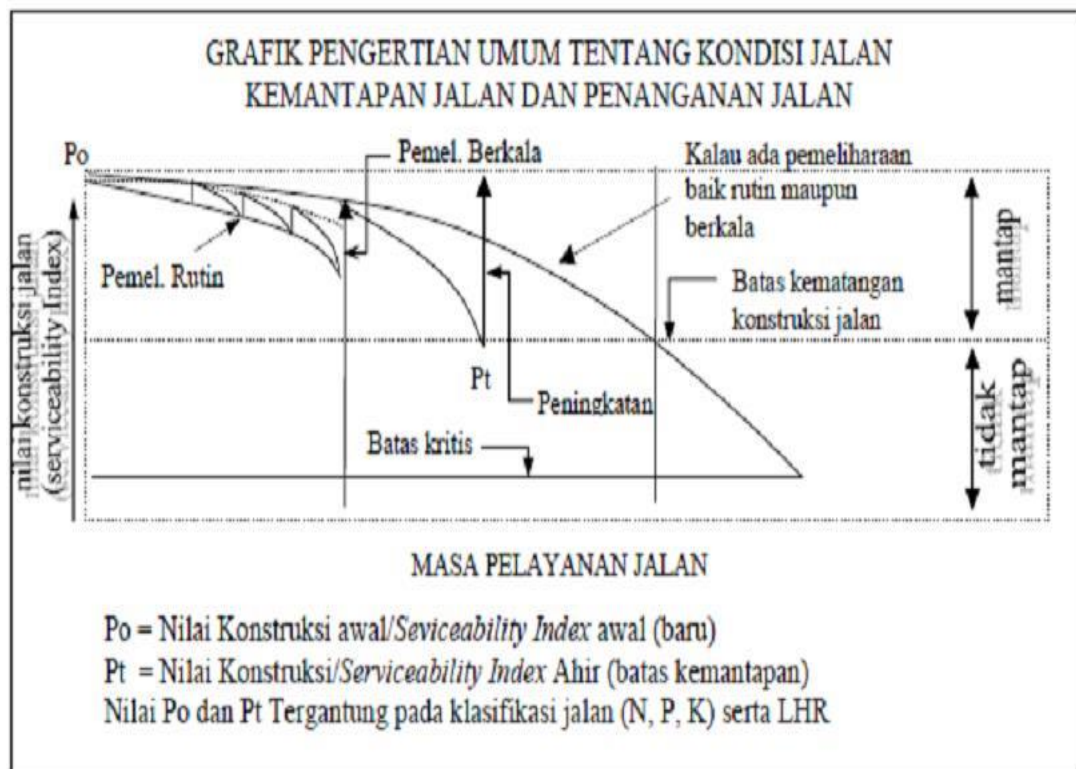 GRAFIK PENGERTIAN UMUM TENTANG KONDISI JALAN
KEMANTAPAN JALAN DAN PENANGANAN JALAN
Po
Pemel. Berkala
Kalau ada pemeliharaan
baik rutin maupun
berkala
mantap
nilai konstruksi jalan
(serviceability Index)
Pemel. Rutin
Batas kematangan
konstruksi jalan
Pt
Peningkatan
Batas kritis
tidak
mantap
MASA PELAYANAN JALAN
Po = Nilai Konstruksi awal/Seviceability Index awal (baru)
Pt = Nilai Konstruksi/Serviceability Index Ahir (batas kemantapan)
Nilai Po dan Pt Tergantung pada klasifikasi jalan (N, P, K) serta LHR